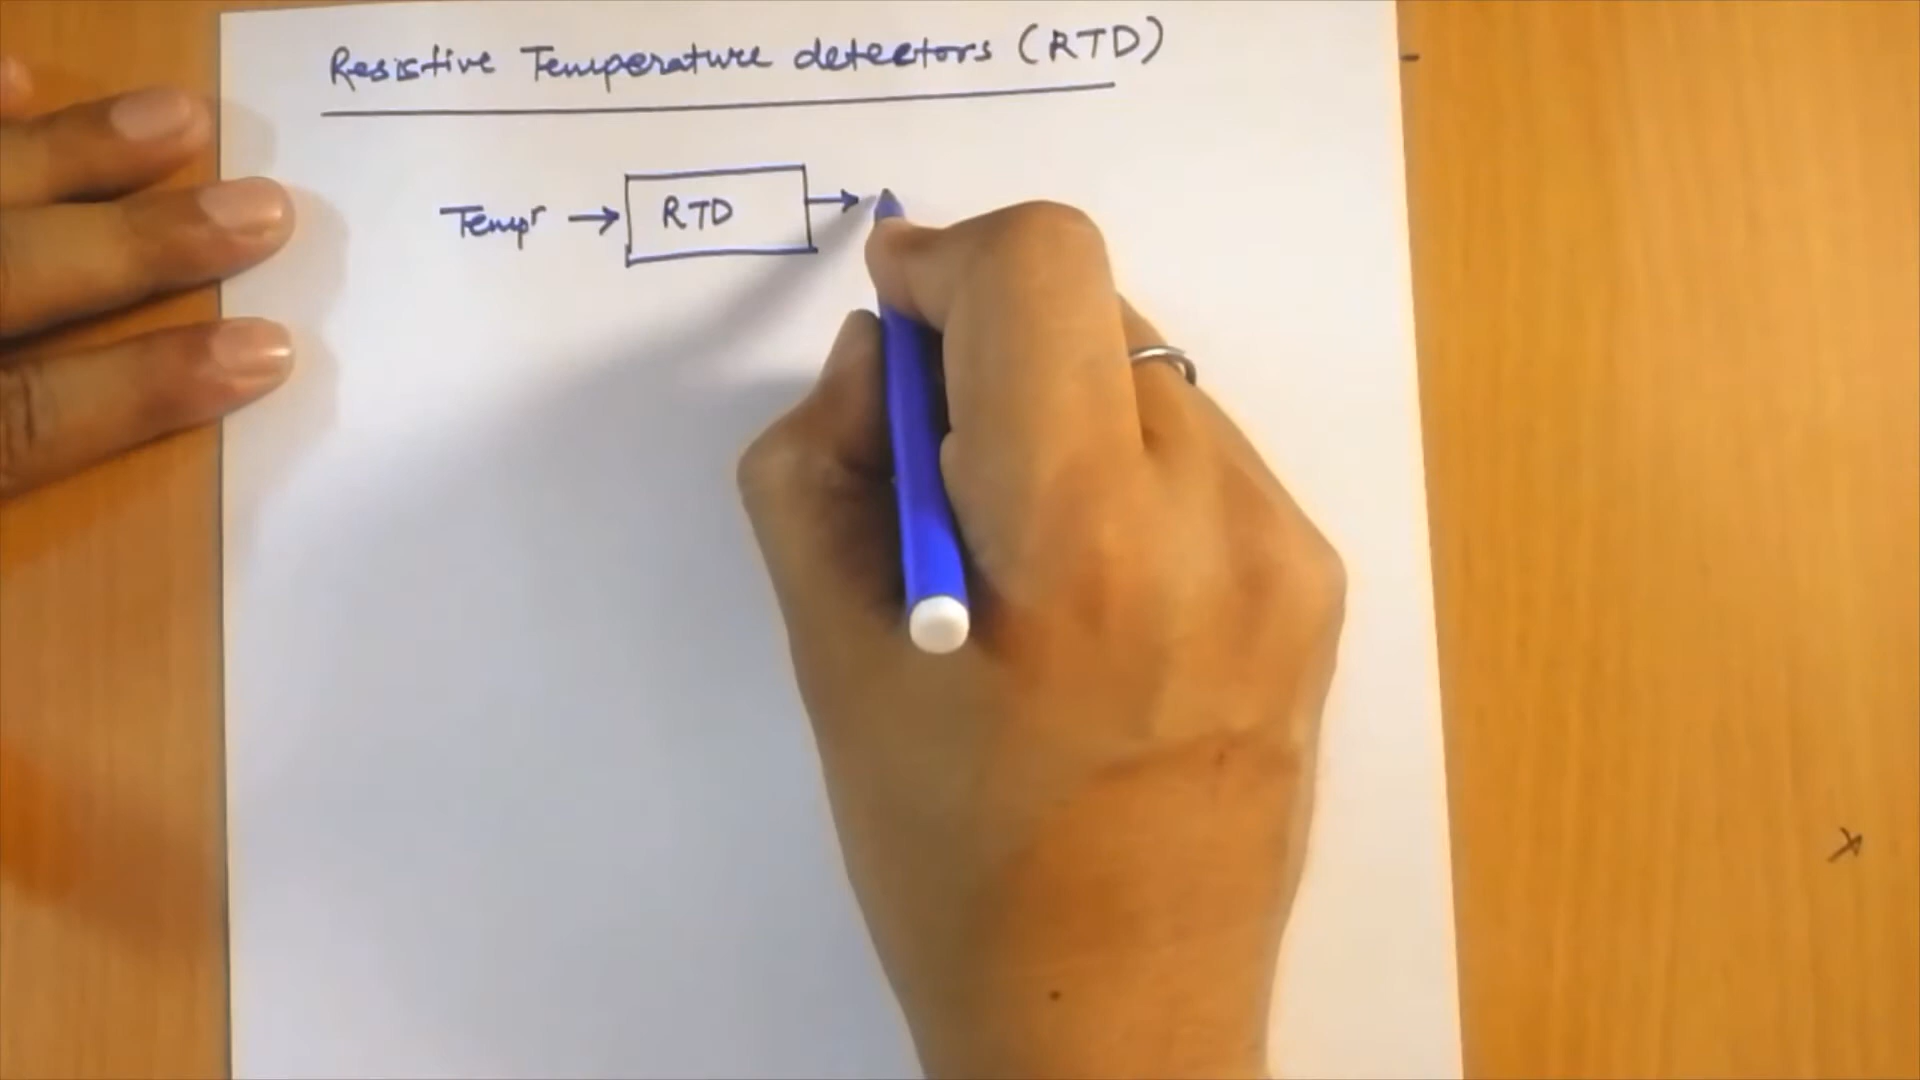 Resistive Temperature detectors (RTD)
Tempr → RTD →